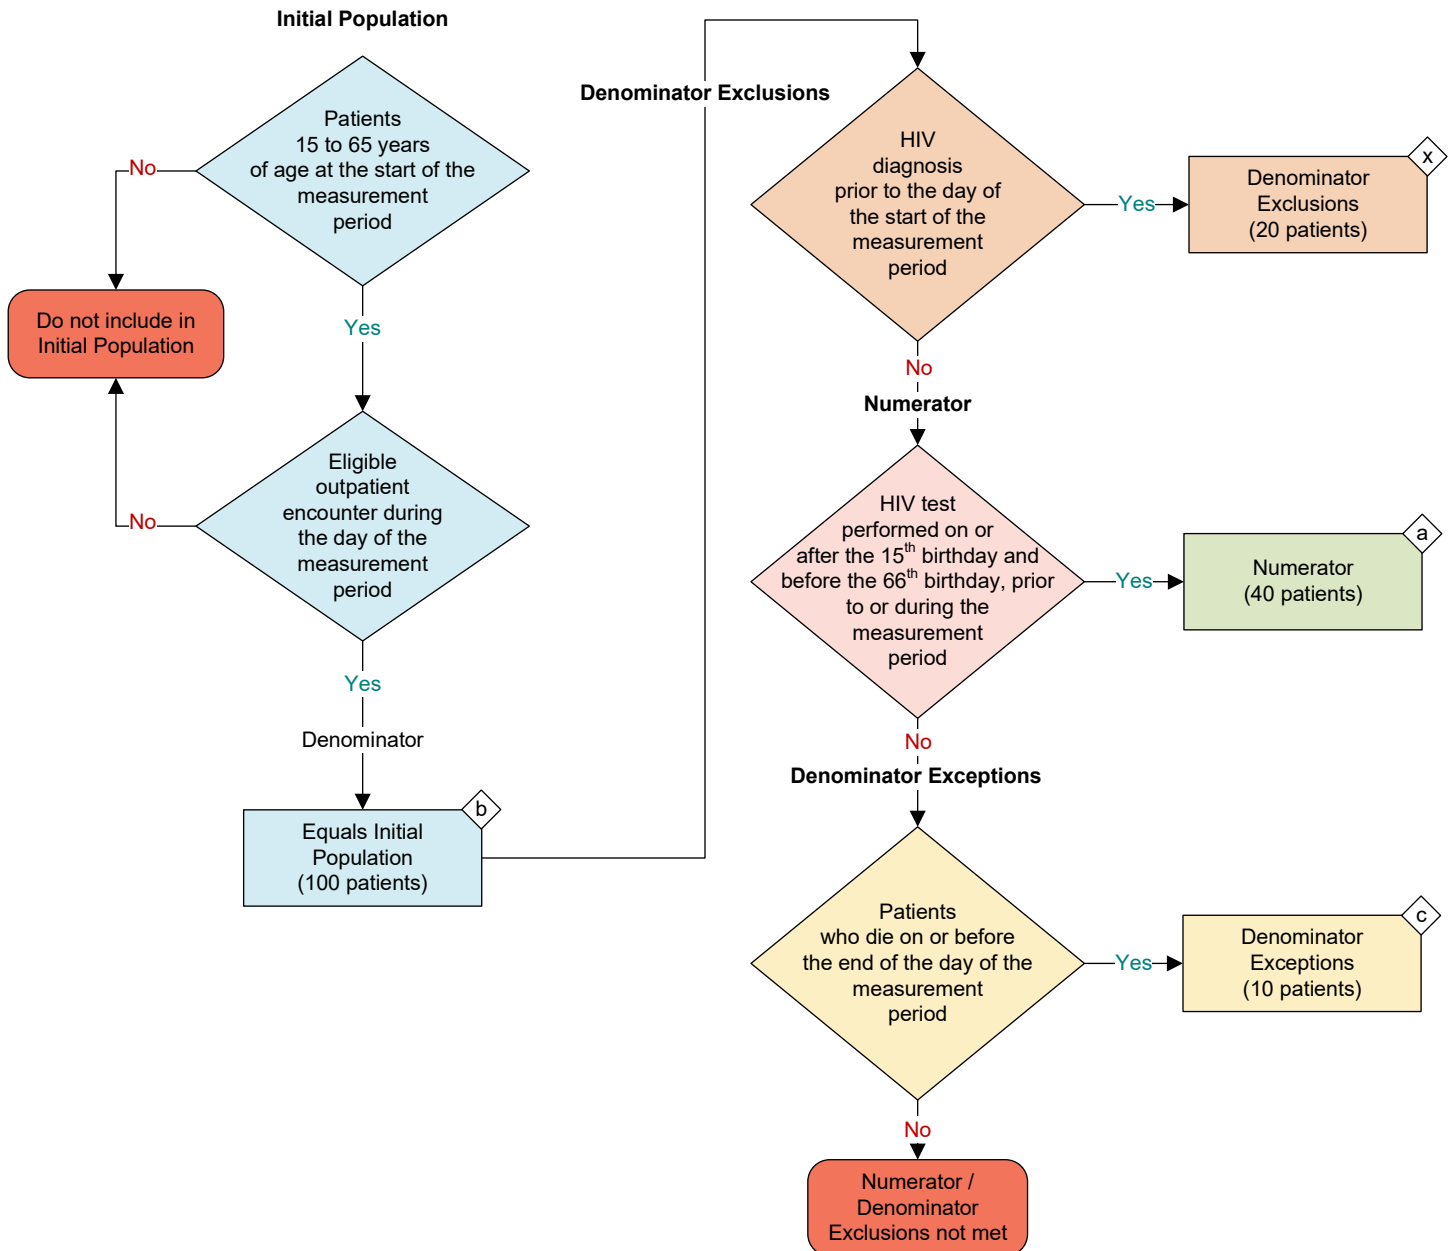 Initial Population
Patients
15 to 65 years
of age at the start of the
measurement
period
No
Yes
Do not include in
Initial Population
Eligible
outpatient
encounter during
the day of the
measurement
period
No
Yes
Denominator
b
Equals Initial
Population
(100 patients)
Denominator Exclusions
HIV
diagnosis
prior to the day of
the start of the
measurement
period
Yes
x
Denominator
Exclusions
(20 patients)
No
Numerator
HIV test
performed on or
after the 15th birthday and
before the 66th birthday, prior
to or during the
measurement
period
Yes
a
Numerator
(40 patients)
No
Denominator Exceptions
Patients
who die on or before
the end of the day of the
measurement
period
Yes
c
Denominator
Exceptions
(10 patients)
No
Numerator /
Denominator
Exclusions not met